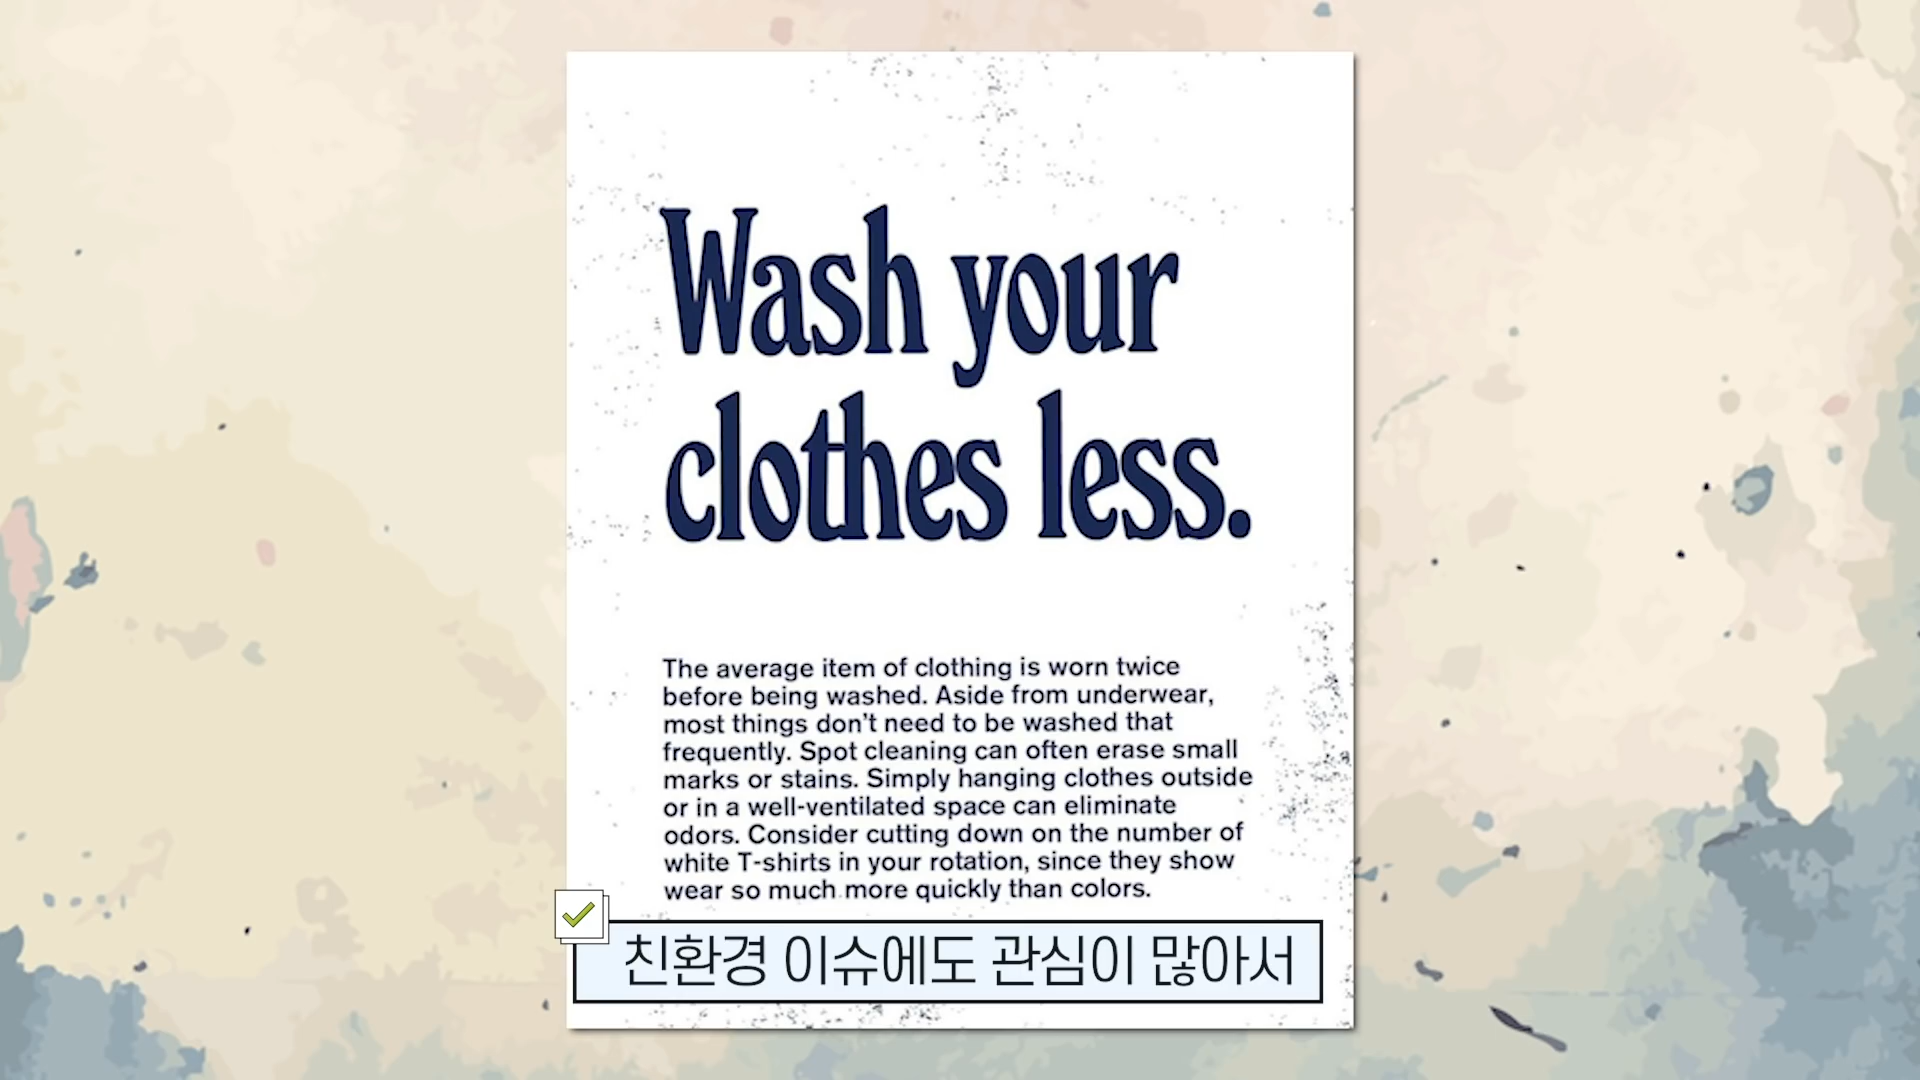 Wash your
clothes less.
The average item of clothing is worn twice
before being washed. Aside from underwear,
most things don't need to be washed that
frequently. Spot cleaning can often erase small
marks or stains. Simply hanging clothes outside
or in a well-ventilated space can eliminate
odors. Consider cutting down on the number of
white T-shirts in your rotation, since they show
wear so much more quickly than colors.
친환경 이슈에도 관심이 많아서